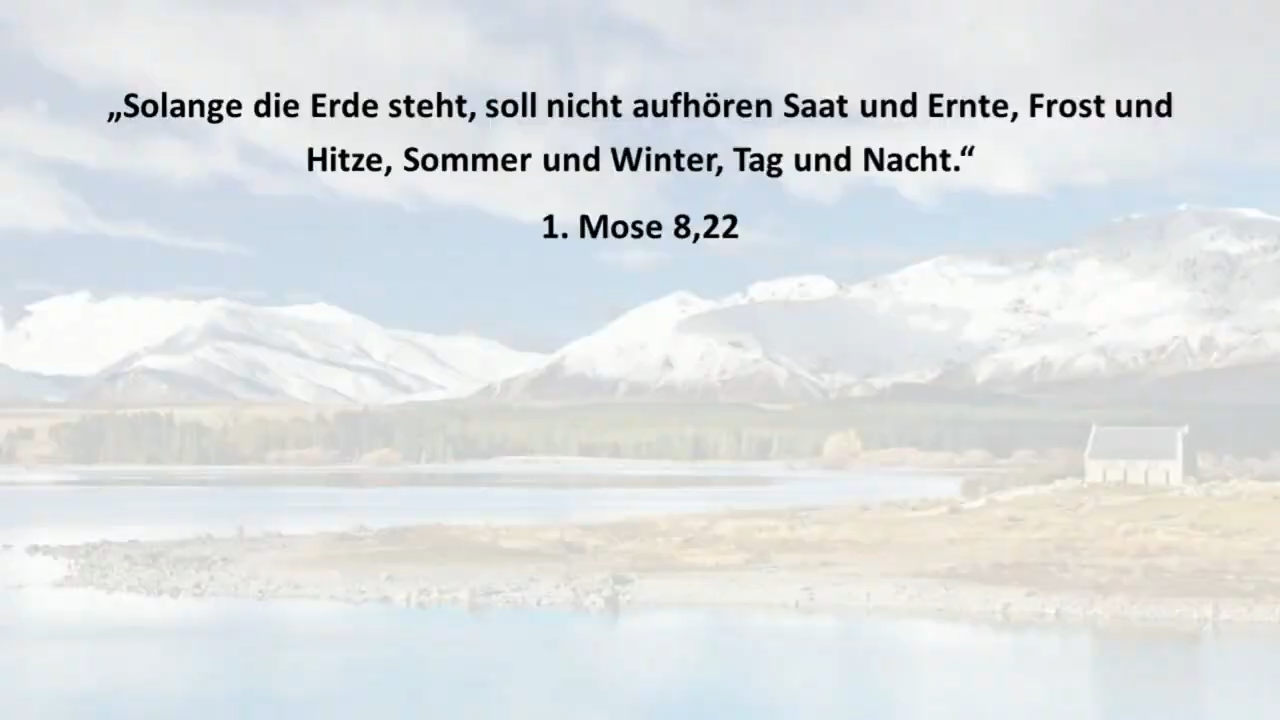 „Solange die Erde steht, soll nicht aufhören Saat und Ernte, Frost und
Hitze, Sommer und Winter, Tag und Nacht.“
1. Mose 8,22